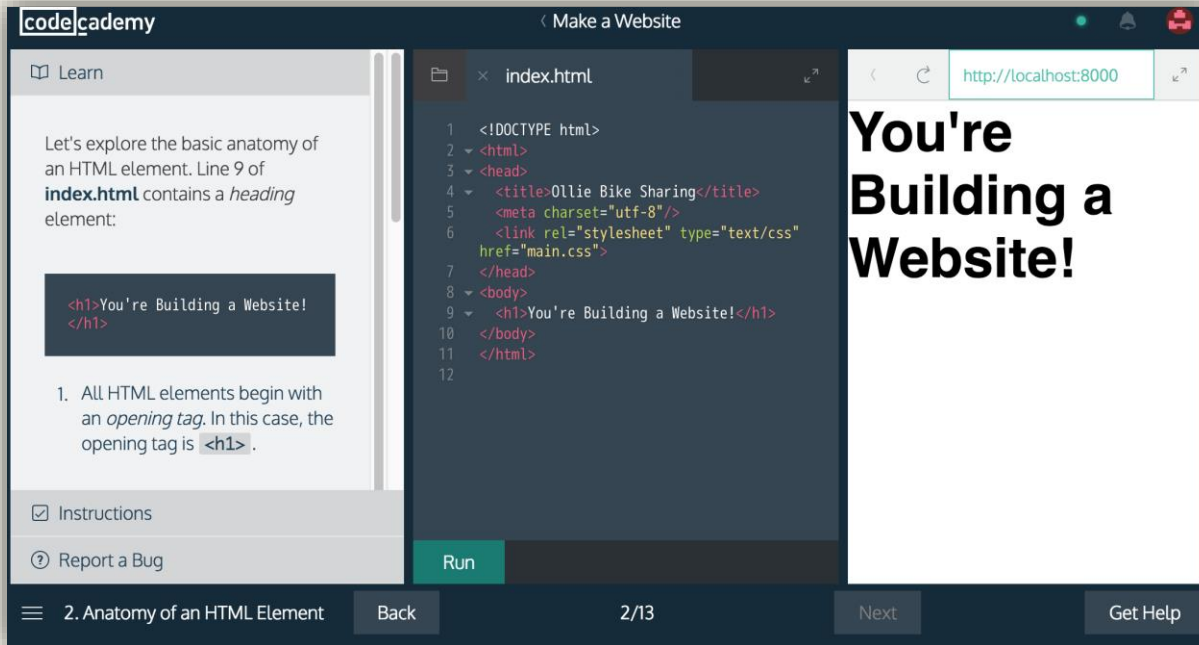 codecademy
Make a Website
Learn
Let's explore the basic anatomy of
an HTML element. Line 9 of
index.html contains a heading
element:
<h1>You're Building a Website!
</h1>
1. All HTML elements begin with
an opening tag. In this case, the
opening tag is <h1> .
Instructions
Report a Bug
× index.html
1 <!DOCTYPE html>
2 <html>
3 <head>
4 <title>Ollie Bike Sharing</title>
5 <meta charset="utf-8"/>
6 <link rel="stylesheet" type="text/css"
href="main.css">
7 </head>
8 <body>
9 <h1>You're Building a Website!</h1>
10 </body>
11 </html>
12
Run
http://localhost:8000
You're
Building a
Website!
2. Anatomy of an HTML Element
Back
2/13
Next
Get Help